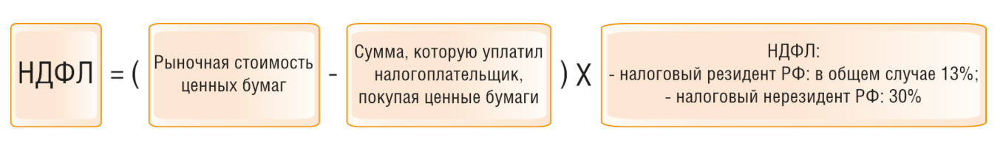 НДФЛ = (
Рыночная стоимость
ценных бумаг
-
Сумма, которую уплатил
налогоплательщик,
покупая ценные бумаги
) X
НДФЛ:
- налоговый резидент РФ: в общем случае 13%;
- налоговый нерезидент РФ: 30%